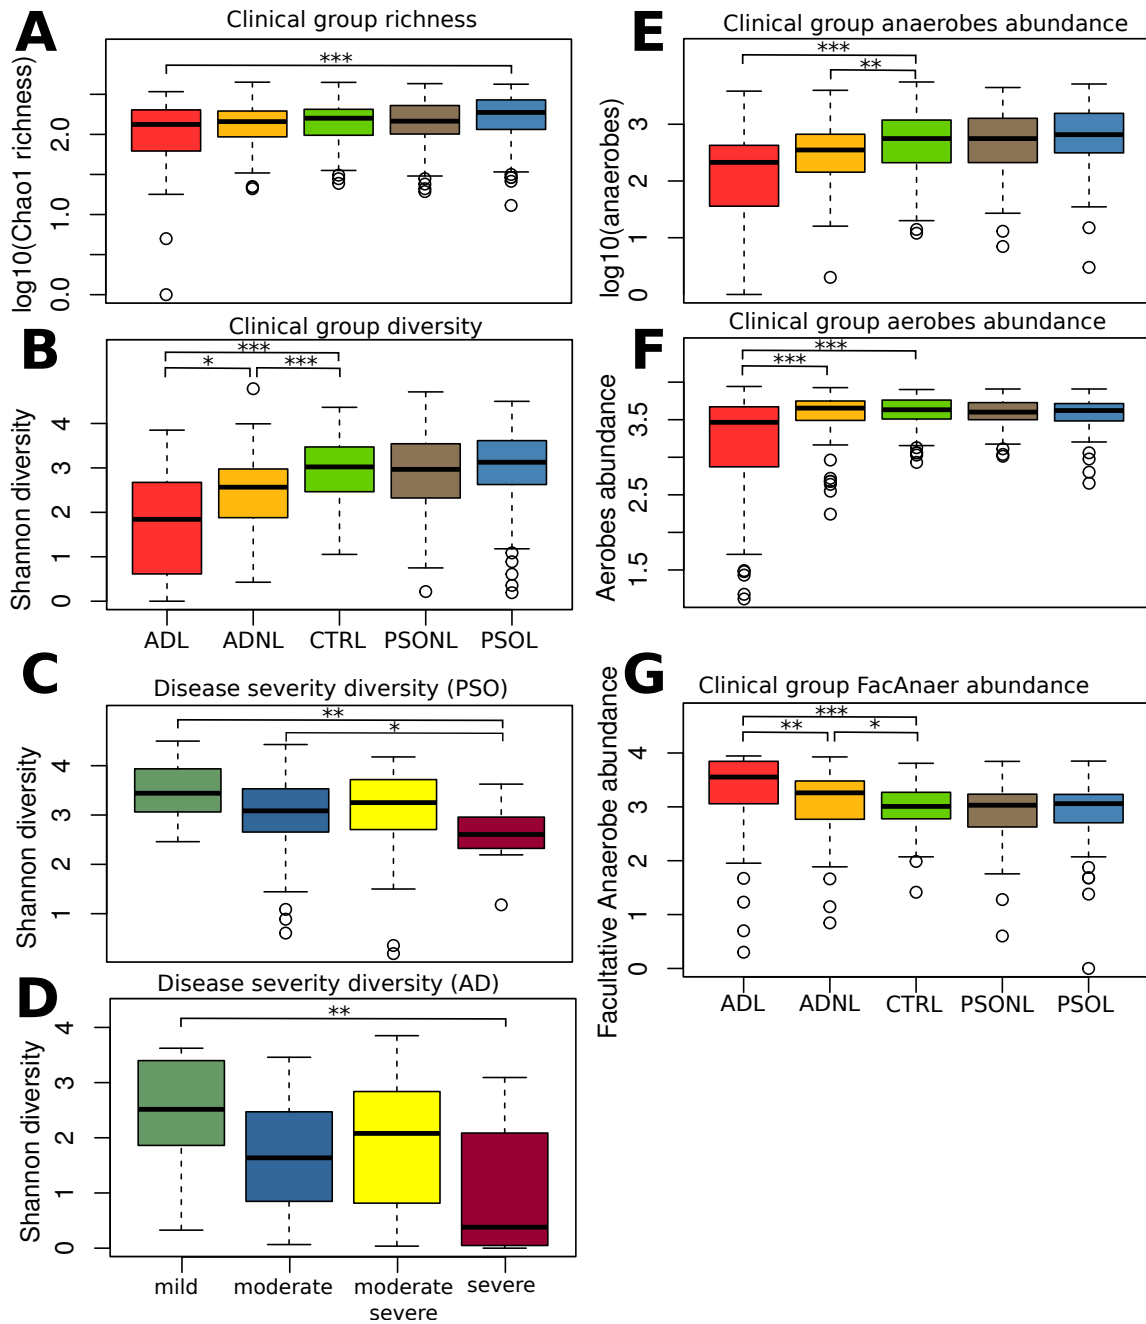 A
Clinical group richness
***
log10(Chao1 richness)
2.0
1.0
0.0
B
Clinical group diversity
***
*
***
Shannon diversity
4
3
2
1
0
ADL
ADNL
CTRL
PSONL
PSOL
C
Disease severity diversity (PSO)
**
*
Shannon diversity
4
3
2
1
D
Disease severity diversity (AD)
**
Shannon diversity
4
3
2
1
0
mild
moderate
moderate
severe
severe
E
Clinical group anaerobes abundance
***
**
log10(anaerobes)
3
2
1
0
F
Clinical group aerobes abundance
***
***
Aerobes abundance
3.5
2.5
1.5
G
Clinical group FacAnaer abundance
***
**
*
Facultative Anaerobe abundance
4
3
2
1
0
ADL
ADNL
CTRL
PSONL
PSOL